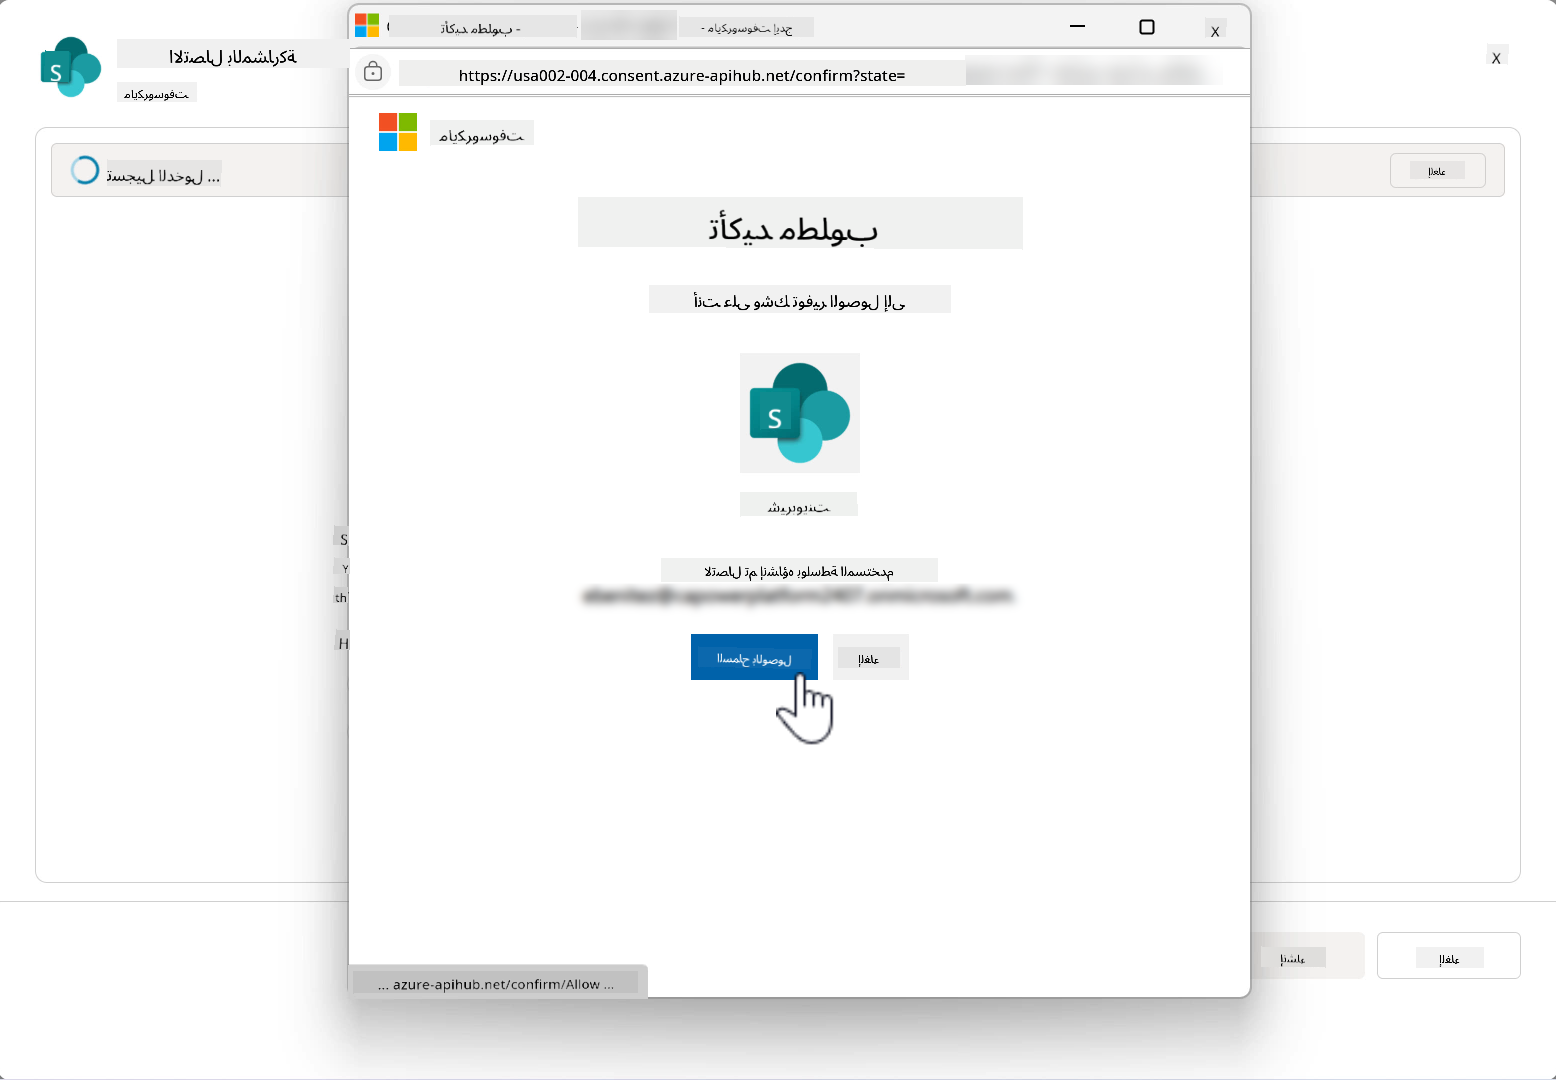 تأكيد مطلوب -
- مايكروسوفت إيدج
X
الاتصال بالمشاركة
مايكروسوفت
X
https://usa002-004.consent.azure-apihub.net/confirm?state=
مايكروسوفت
تسجيل الدخول ...
إلغاء
تأكيد مطلوب
أنت على وشك توفير الوصول إلى
S
شيربوينت
S
Y
th
H
الاتصال تم إنشاؤه بواسطة المستخدم
السماح بالوصول
إلغاء
إنشاء
إلغاء
... azure-apihub.net/confirm/Allow ...